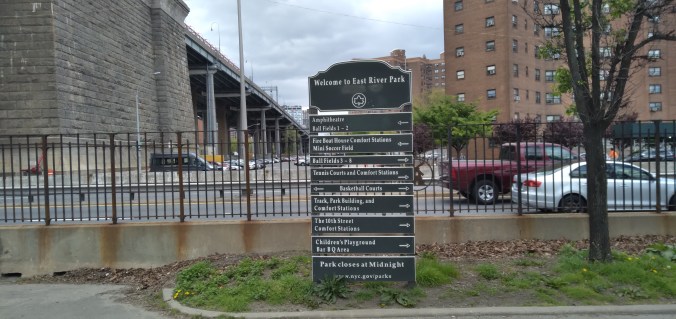 Welcome to East River Park
Amphitheatre
Ball Fields 1 - 2
Fire Boat House Comfort Stations
Mini Soccer Field
Ball Fields 3 - 8
Tennis Courts and Comfort Stations
Basketball Courts
Track, Park Building, and
Comfort Stations
The 10th Street
Comfort Stations
Children's Playground
Bar BQ Area
Park closes at Midnight
www.nyc.gov/parks